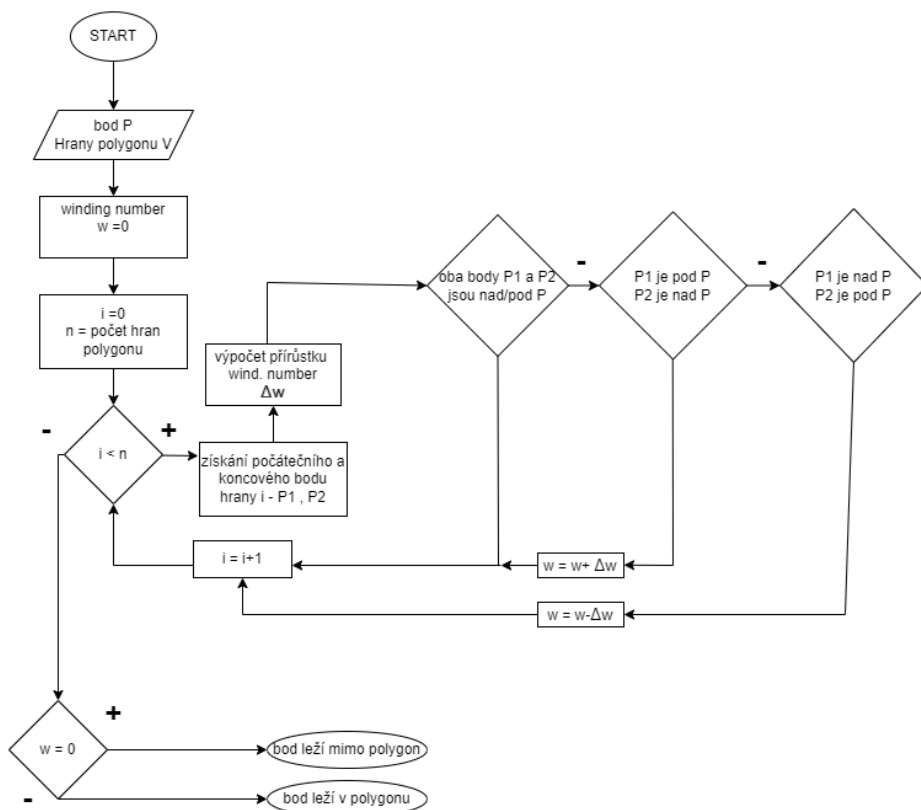 START
bod P
Hrany polygonu V
winding number
w =0
i =0
n = počet hran
polygonu
i < n
-
+
získání počátečního a
koncového bodu
hrany i - P1 , P2
výpočet přírůstku
wind. number
Δw
oba body P1 a P2
jsou nad/pod P
-
P1 je pod P
P2 je nad P
-
P1 je nad P
P2 je pod P
w = w+ Δw
w = w-Δw
i = i+1
w = 0
+
-
bod leží mimo polygon
bod leží v polygonu